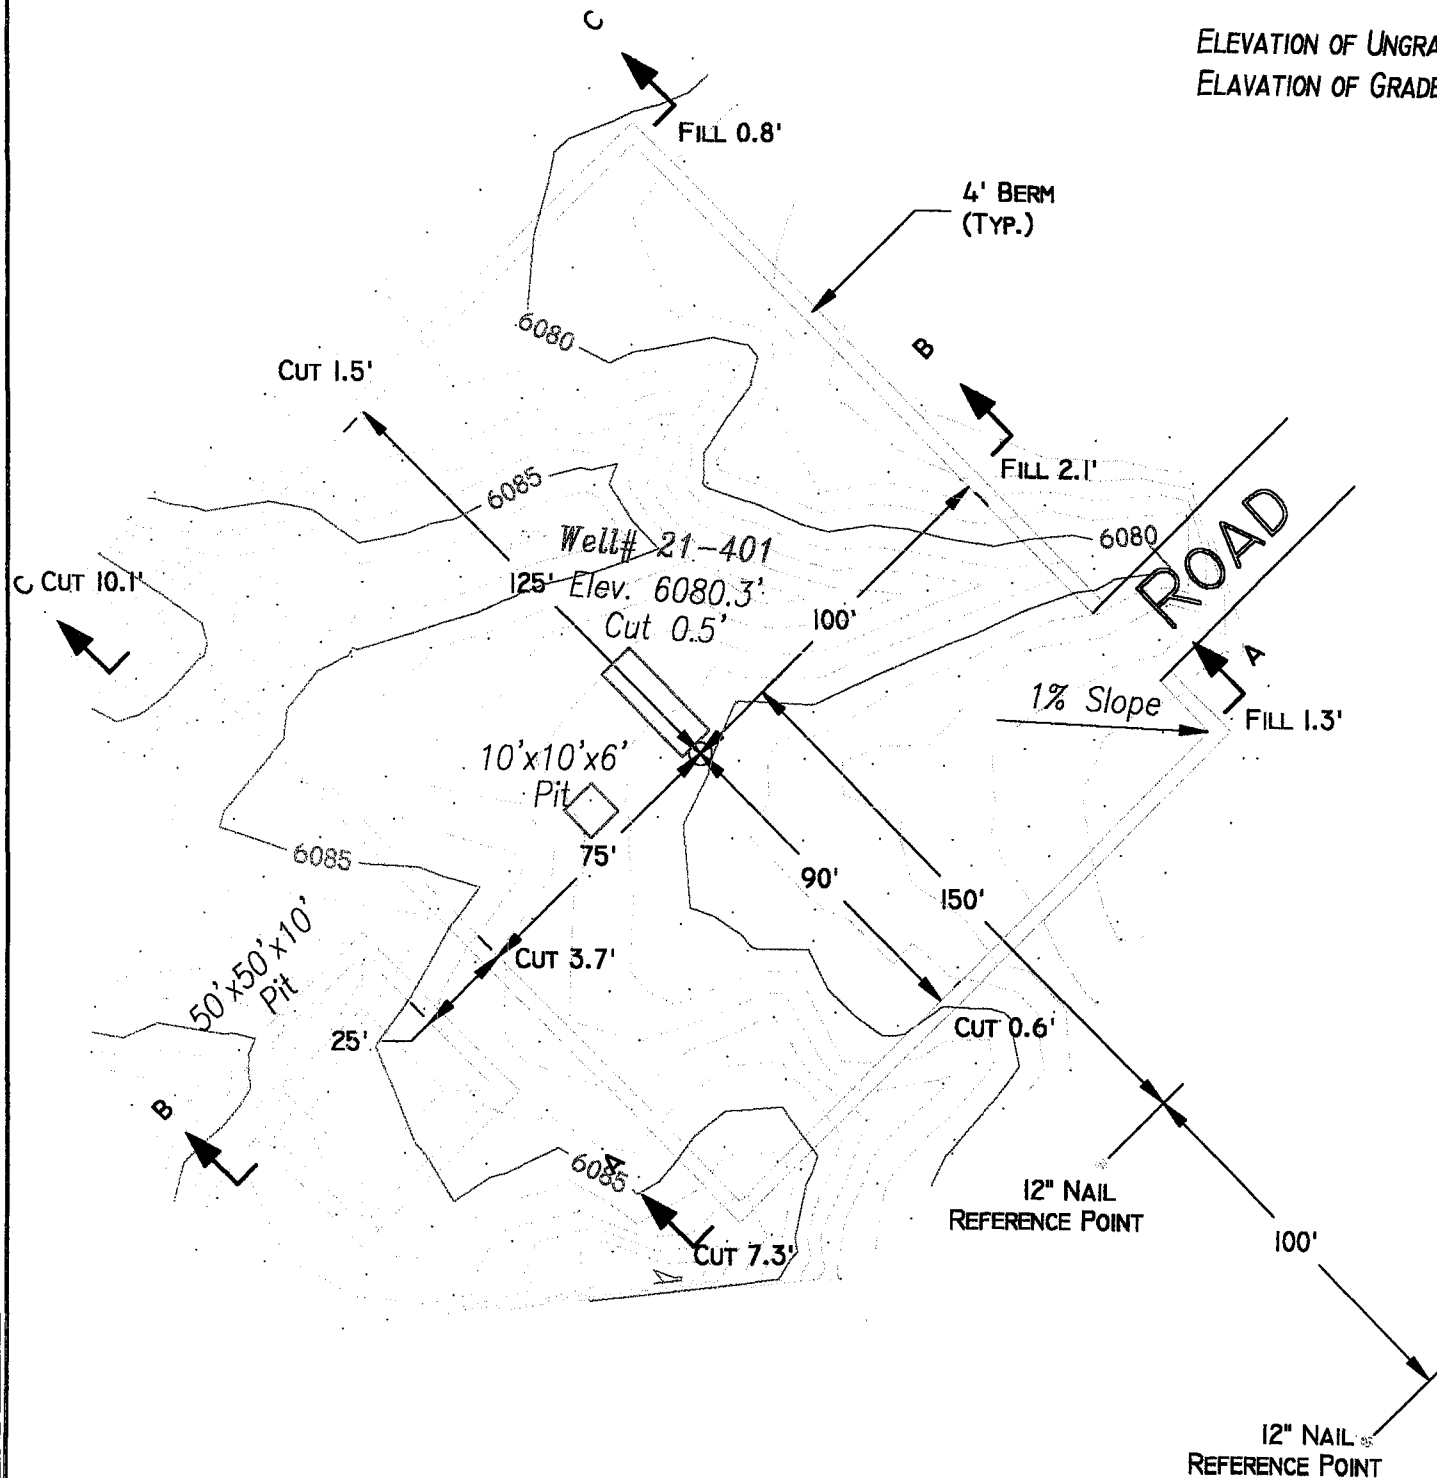 C
ELEVATION OF UNGRA
ELAVATION OF GRADE
FILL 0.8'
4' BERM
(TYP.)
6080
B
CUT 1.5'
FILL 2.1'
6085
ROAD
Well# 21-401
6080
C CUT 10.1'
125' Elev. 6080.3'
100'
Cut 0.5'
A
1% Slope
FILL 1.3'
10'x10'x6'
Pit
75'
6085
90'
150'
50'x50'x10'
Pit
CUT 3.7'
25'
CUT 0.6'
B
6085
A
12" NAIL
REFERENCE POINT
CUT 7.3'
100'
12" NAIL
REFERENCE POINT